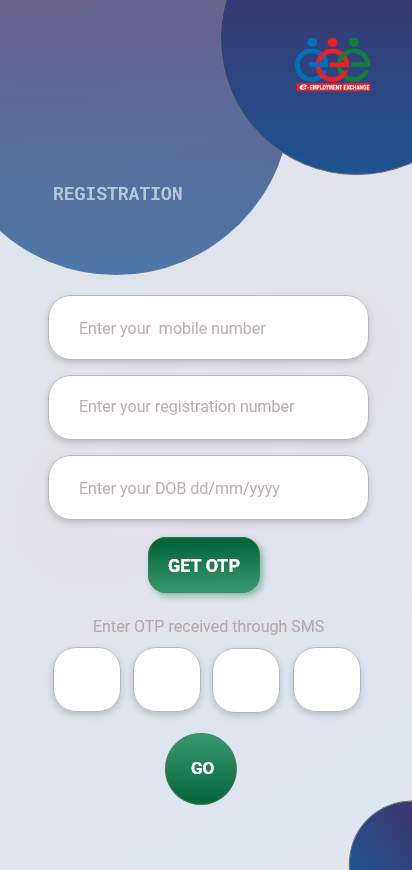 eee
e-EMPLOYMENT EXCHANGE
REGISTRATION
Enter your mobile number
Enter your registration number
Enter your DOB dd/mm/yyyy
GET OTP
Enter OTP received through SMS
GO